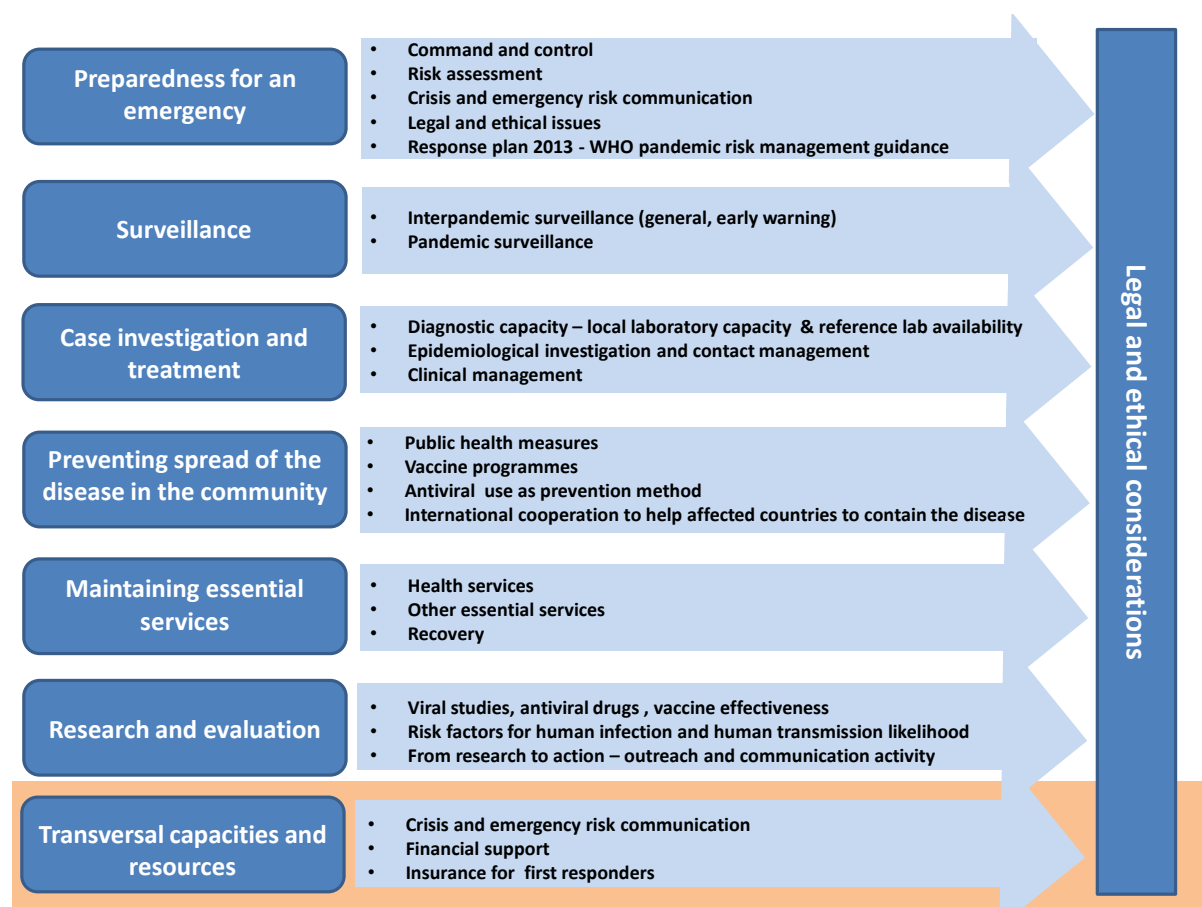 Preparedness for an
emergency
• Command and control
• Risk assessment
• Crisis and emergency risk communication
• Legal and ethical issues
• Response plan 2013 - WHO pandemic risk management guidance
Surveillance
• Interpandemic surveillance (general, early warning)
• Pandemic surveillance
Case investigation and
treatment
• Diagnostic capacity – local laboratory capacity & reference lab availability
• Epidemiological investigation and contact management
• Clinical management
Preventing spread of the
disease in the community
• Public health measures
• Vaccine programmes
• Antiviral use as prevention method
• International cooperation to help affected countries to contain the disease
Maintaining essential
services
• Health services
• Other essential services
• Recovery
Research and evaluation
• Viral studies, antiviral drugs , vaccine effectiveness
• Risk factors for human infection and human transmission likelihood
• From research to action – outreach and communication activity
Transversal capacities and
resources
• Crisis and emergency risk communication
• Financial support
• Insurance for first responders
Legal and ethical considerations